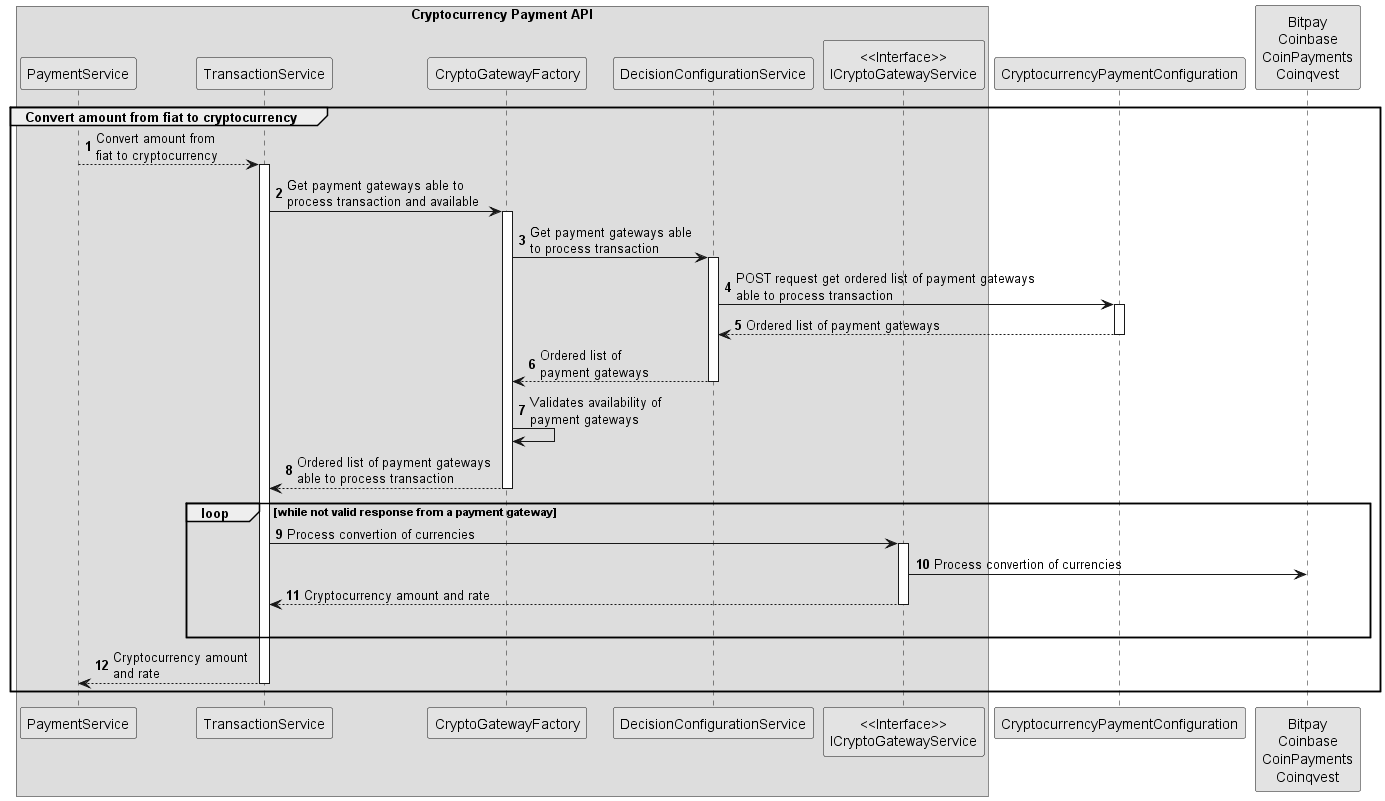 Cryptocurrency Payment API
PaymentService
TransactionService
CryptoGatewayFactory
DecisionConfigurationService
<<Interface>>
ICryptoGatewayService
CryptocurrencyPaymentConfiguration
Bitpay
Coinbase
CoinPayments
Coinqvest
Convert amount from fiat to cryptocurrency
1 Convert amount from
fiat to cryptocurrency
2 Get payment gateways able to
process transaction and available
3 Get payment gateways able
to process transaction
4 POST request get ordered list of payment gateways
able to process transaction
5 Ordered list of payment gateways
6 Ordered list of
payment gateways
7 Validates availability of
payment gateways
8 Ordered list of payment gateways
able to process transaction
loop [while not valid response from a payment gateway]
9 Process convertion of currencies
10 Process convertion of currencies
11 Cryptocurrency amount and rate
12 Cryptocurrency amount
and rate
PaymentService
TransactionService
CryptoGatewayFactory
DecisionConfigurationService
<<Interface>>
ICryptoGatewayService
CryptocurrencyPaymentConfiguration
Bitpay
Coinbase
CoinPayments
Coinqvest